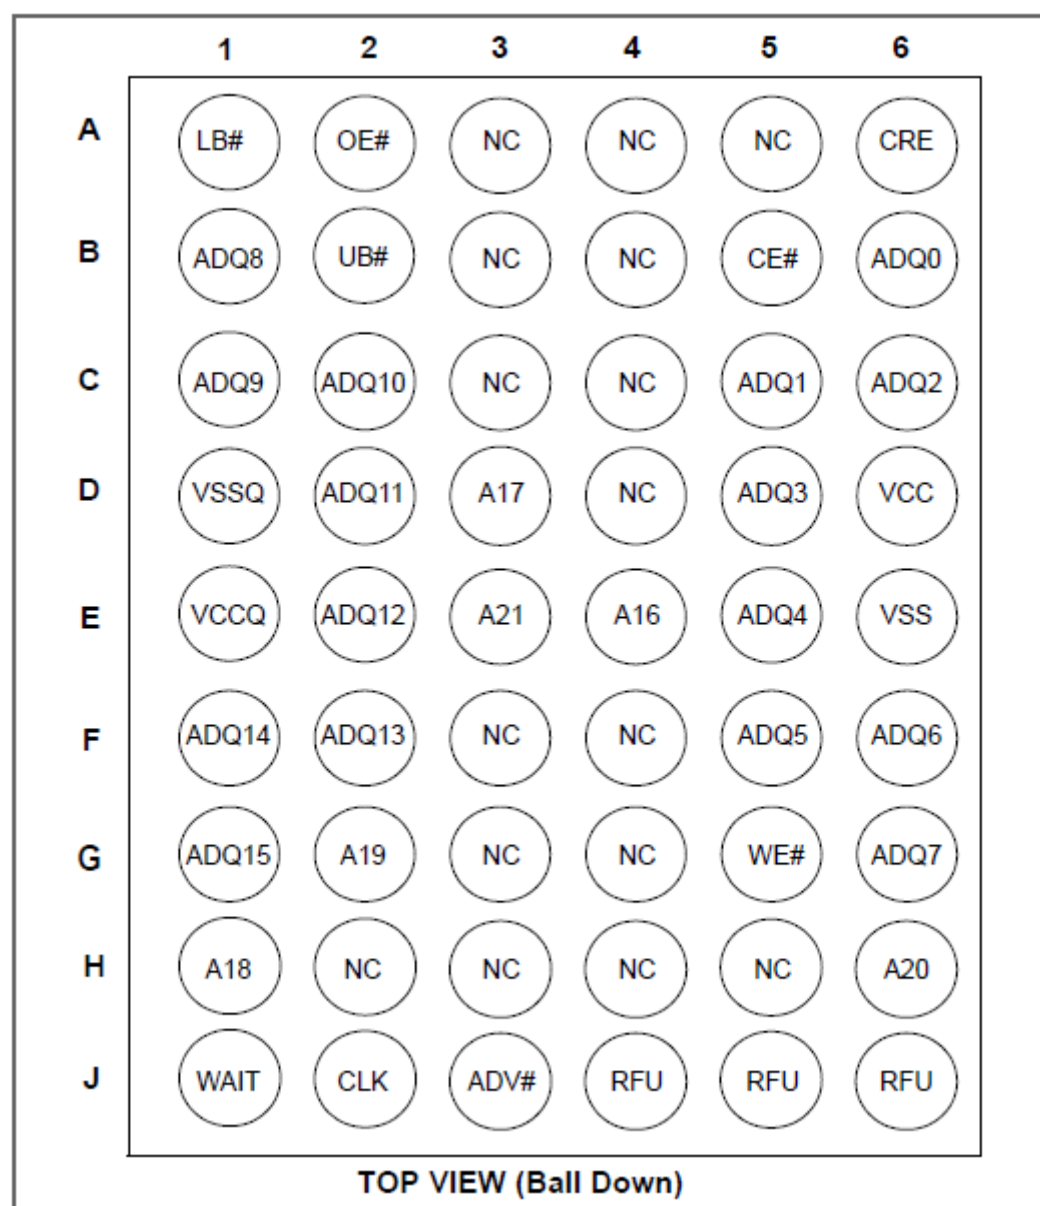 1 2 3 4 5 6
A LB# OE# NC NC NC CRE
B ADQ8 UB# NC NC CE# ADQ0
C ADQ9 ADQ10 NC NC ADQ1 ADQ2
D VSSQ ADQ11 A17 NC ADQ3 VCC
E VCCQ ADQ12 A21 A16 ADQ4 VSS
F ADQ14 ADQ13 NC NC ADQ5 ADQ6
G ADQ15 A19 NC NC WE# ADQ7
H A18 NC NC NC NC A20
J WAIT CLK ADV# RFU RFU RFU
TOP VIEW (Ball Down)